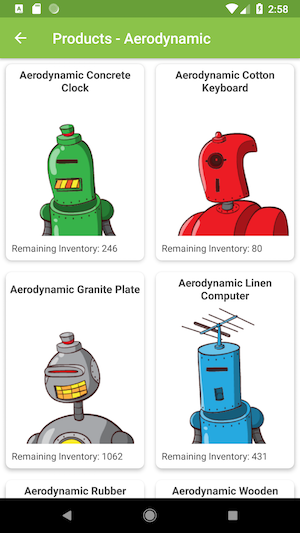 2:58
Products - Aerodynamic
Aerodynamic Concrete
Clock
Remaining Inventory: 246
Aerodynamic Cotton
Keyboard
Remaining Inventory: 80
Aerodynamic Granite Plate
Remaining Inventory: 1062
Aerodynamic Linen
Computer
Remaining Inventory: 431
Aerodynamic Rubber
Aerodynamic Wooden